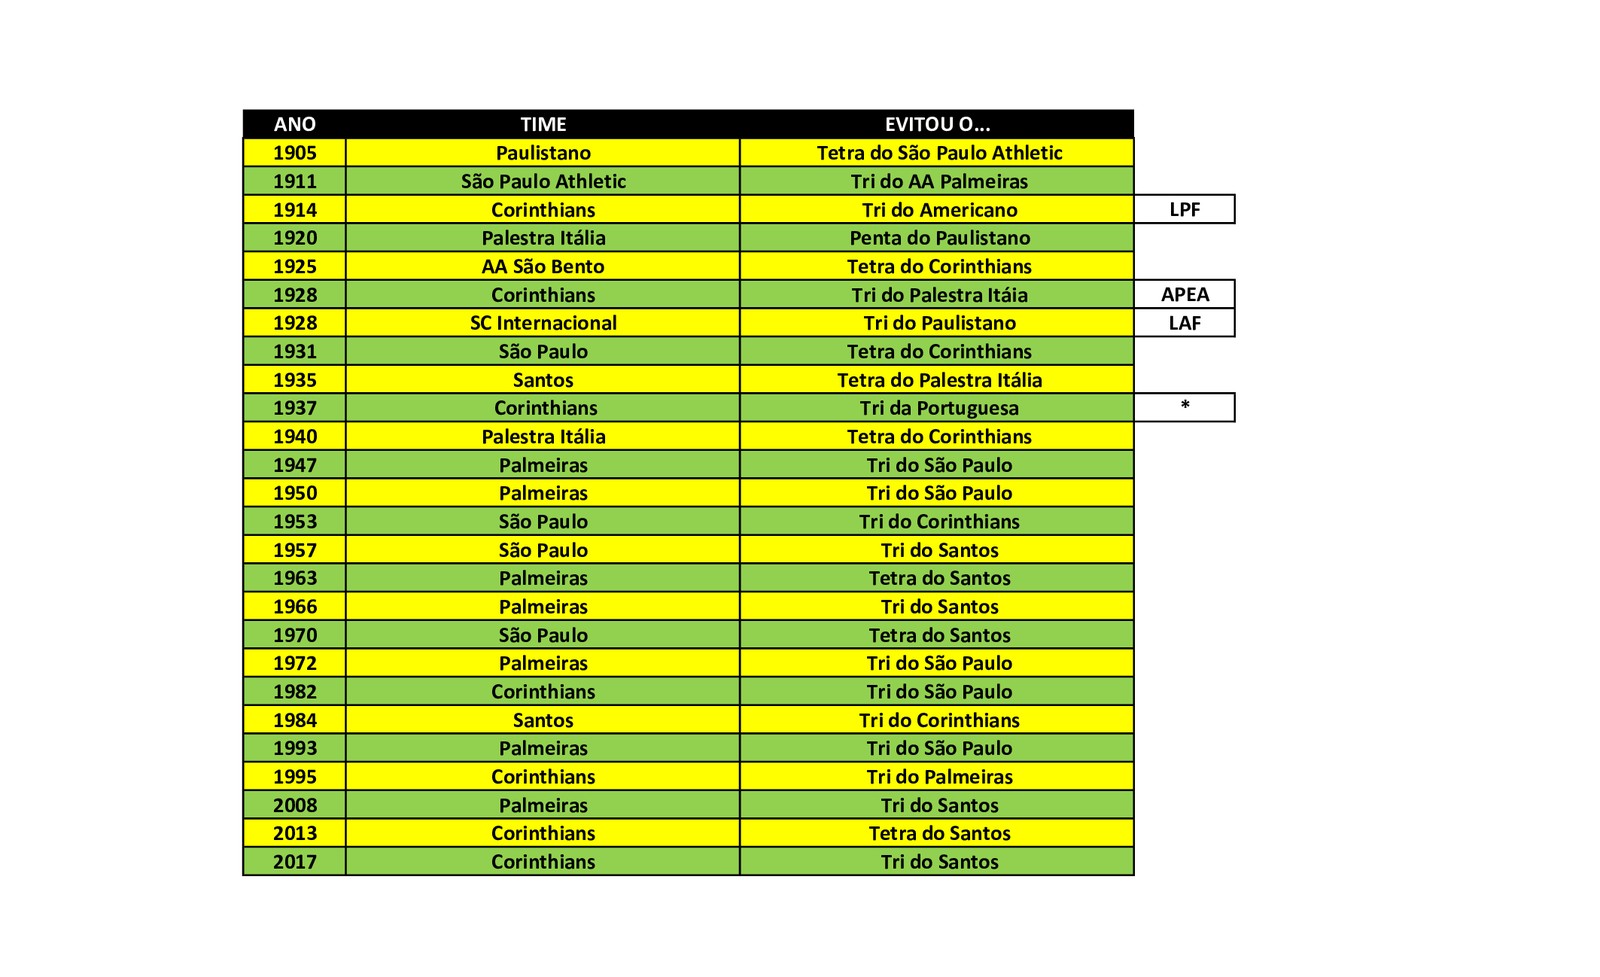 ANO TIME EVITOU O...
1905 Paulistano Tetra do São Paulo Athletic
1911 São Paulo Athletic Tri do AA Palmeiras
1914 Corinthians Tri do Americano LPF
1920 Palestra Itália Penta do Paulistano
1925 AA São Bento Tetra do Corinthians
1928 Corinthians Tri do Palestra Itáia APEA
1928 SC Internacional Tri do Paulistano LAF
1931 São Paulo Tetra do Corinthians
1935 Santos Tetra do Palestra Itália
1937 Corinthians Tri da Portuguesa *
1940 Palestra Itália Tetra do Corinthians
1947 Palmeiras Tri do São Paulo
1950 Palmeiras Tri do São Paulo
1953 São Paulo Tri do Corinthians
1957 São Paulo Tri do Santos
1963 Palmeiras Tetra do Santos
1966 Palmeiras Tri do Santos
1970 São Paulo Tetra do Santos
1972 Palmeiras Tri do São Paulo
1982 Corinthians Tri do São Paulo
1984 Santos Tri do Corinthians
1993 Palmeiras Tri do São Paulo
1995 Corinthians Tri do Palmeiras
2008 Palmeiras Tri do Santos
2013 Corinthians Tetra do Santos
2017 Corinthians Tri do Santos